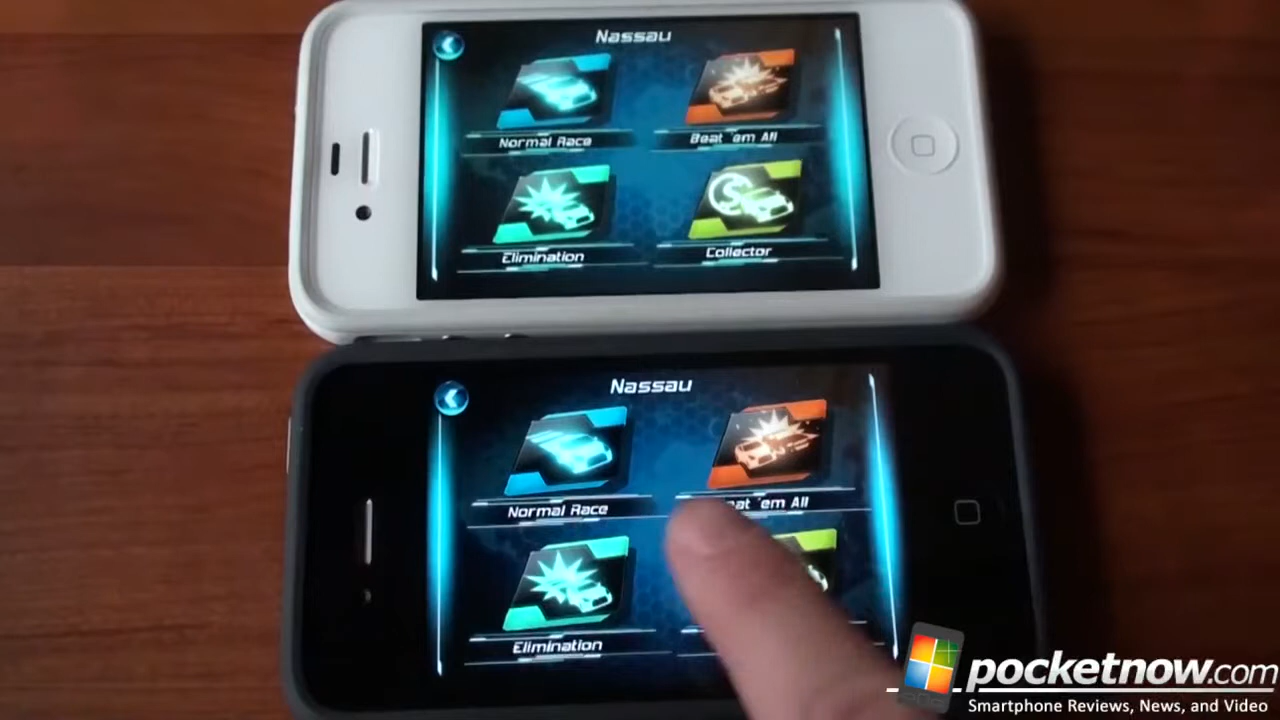 Nassau
Normal Race
Beat 'em All
Elimination
Collector
Nassau
Normal Race
eat 'em All
Elimination
pocketnow.com
Smartphone Reviews, News, and Video